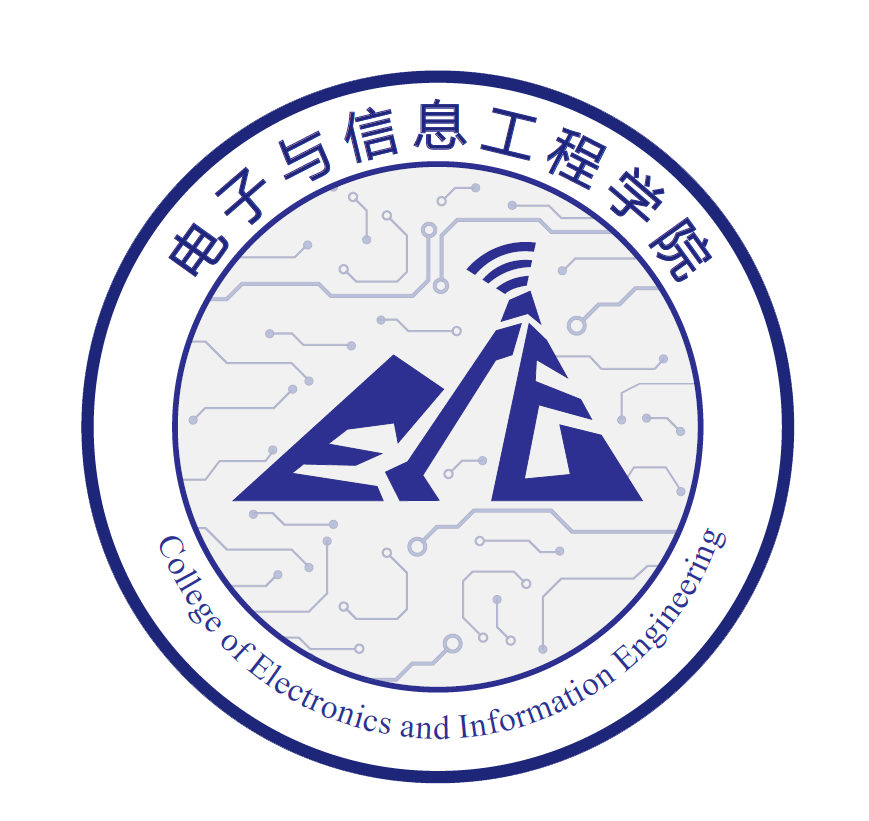 电子与信息工程学院
College of Electronics and Information Engineering